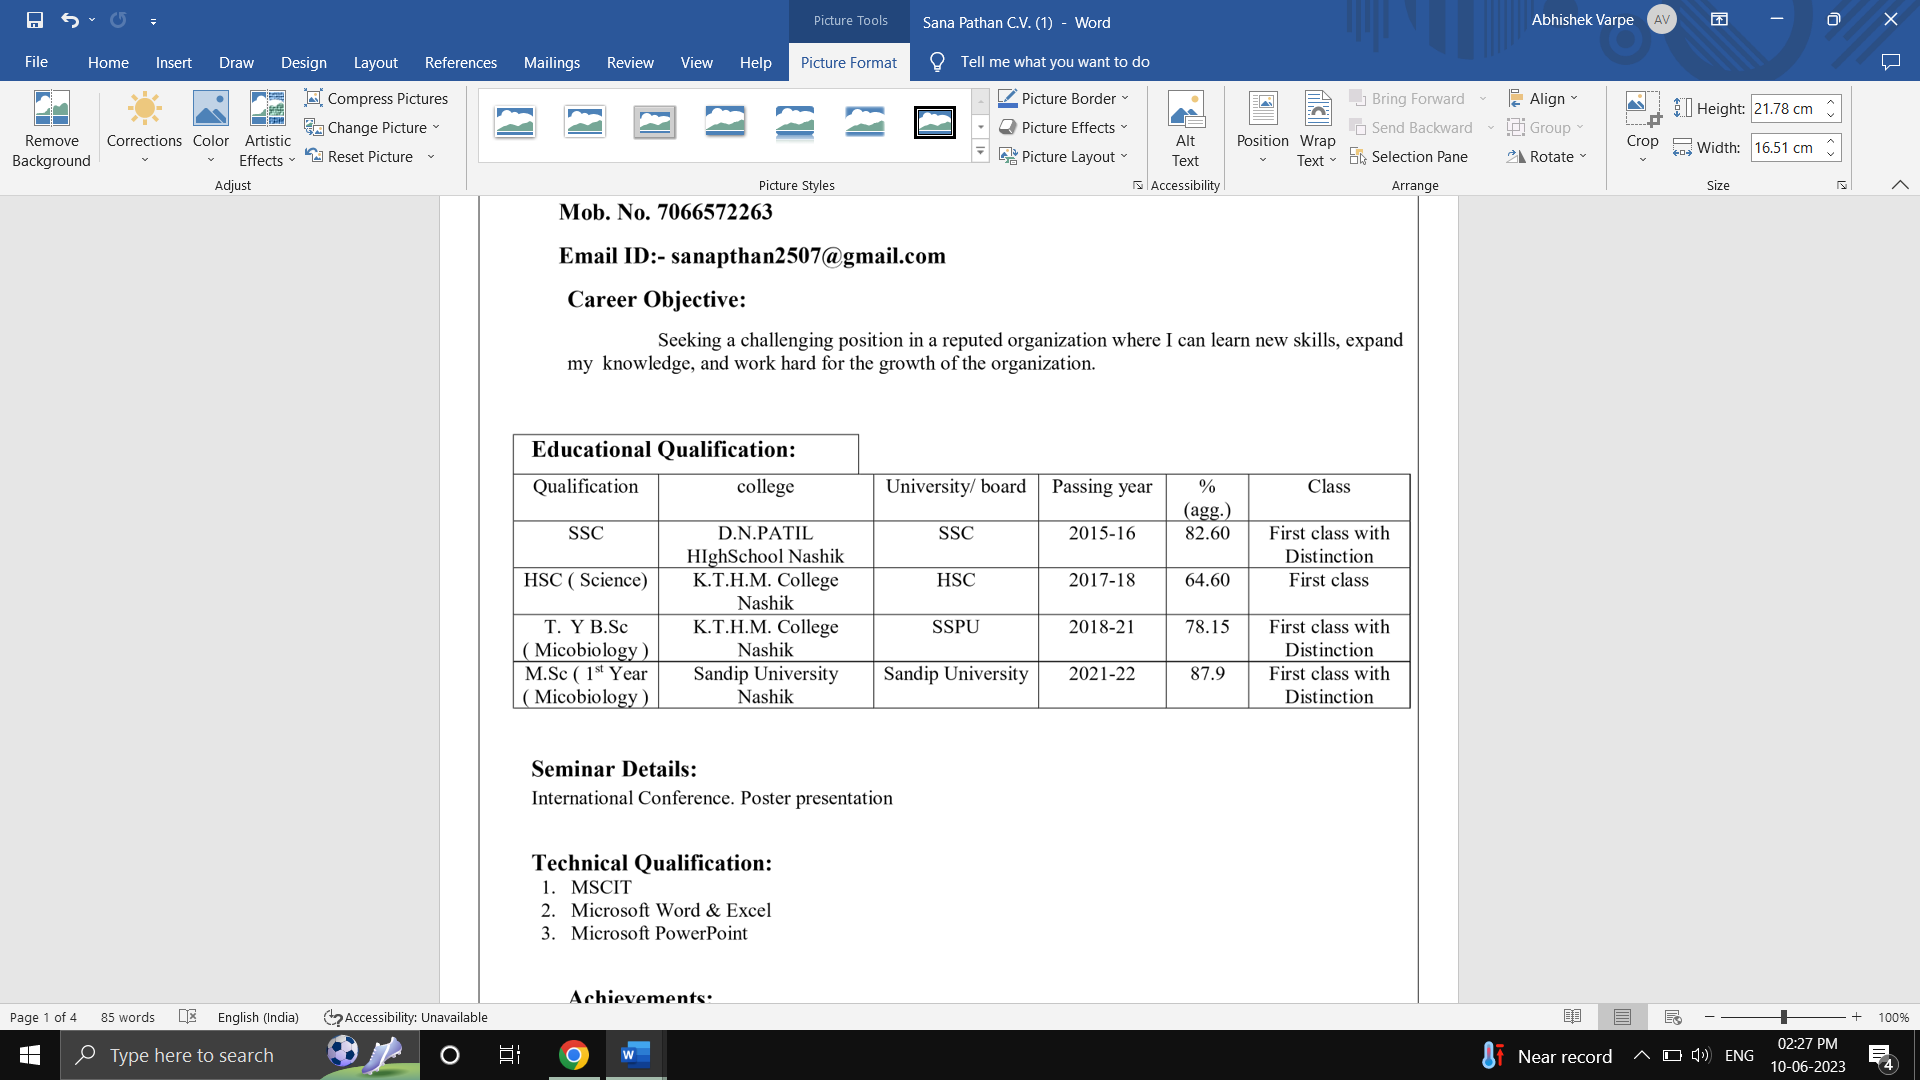 Picture Tools
Sana Pathan C.V. (1) - Word
Abhishek Varpe
AV
File
Home
Insert
Draw
Design
Layout
References
Mailings
Review
View
Help
Picture Format
Tell me what you want to do
Remove Background
Corrections
Color
Artistic Effects
Compress Pictures
Change Picture
Reset Picture
Adjust
Picture Styles
Picture Border
Picture Effects
Picture Layout
Alt Text
Accessibility
Position
Wrap Text
Bring Forward
Send Backward
Selection Pane
Align
Group
Rotate
Arrange
Crop
Height: 21.78 cm
Width: 16.51 cm
Size
Mob. No. 7066572263
Email ID:- sanapthan2507@gmail.com
Career Objective:
Seeking a challenging position in a reputed organization where I can learn new skills, expand
my knowledge, and work hard for the growth of the organization.
Educational Qualification:
Qualification college University/ board Passing year % (agg.) Class
SSC D.N.PATIL HIghSchool Nashik SSC 2015-16 82.60 First class with Distinction
HSC ( Science) K.T.H.M. College Nashik HSC 2017-18 64.60 First class
T. Y B.Sc ( Micobiology ) K.T.H.M. College Nashik SSPU 2018-21 78.15 First class with Distinction
M.Sc ( 1st Year ( Micobiology ) Sandip University Nashik Sandip University 2021-22 87.9 First class with Distinction
Seminar Details:
International Conference. Poster presentation
Technical Qualification:
1. MSCIT
2. Microsoft Word & Excel
3. Microsoft PowerPoint
Achievements:
Page 1 of 4
85 words
English (India)
Accessibility: Unavailable
100%
Type here to search
W
Near record
ENG
02:27 PM
10-06-2023
4